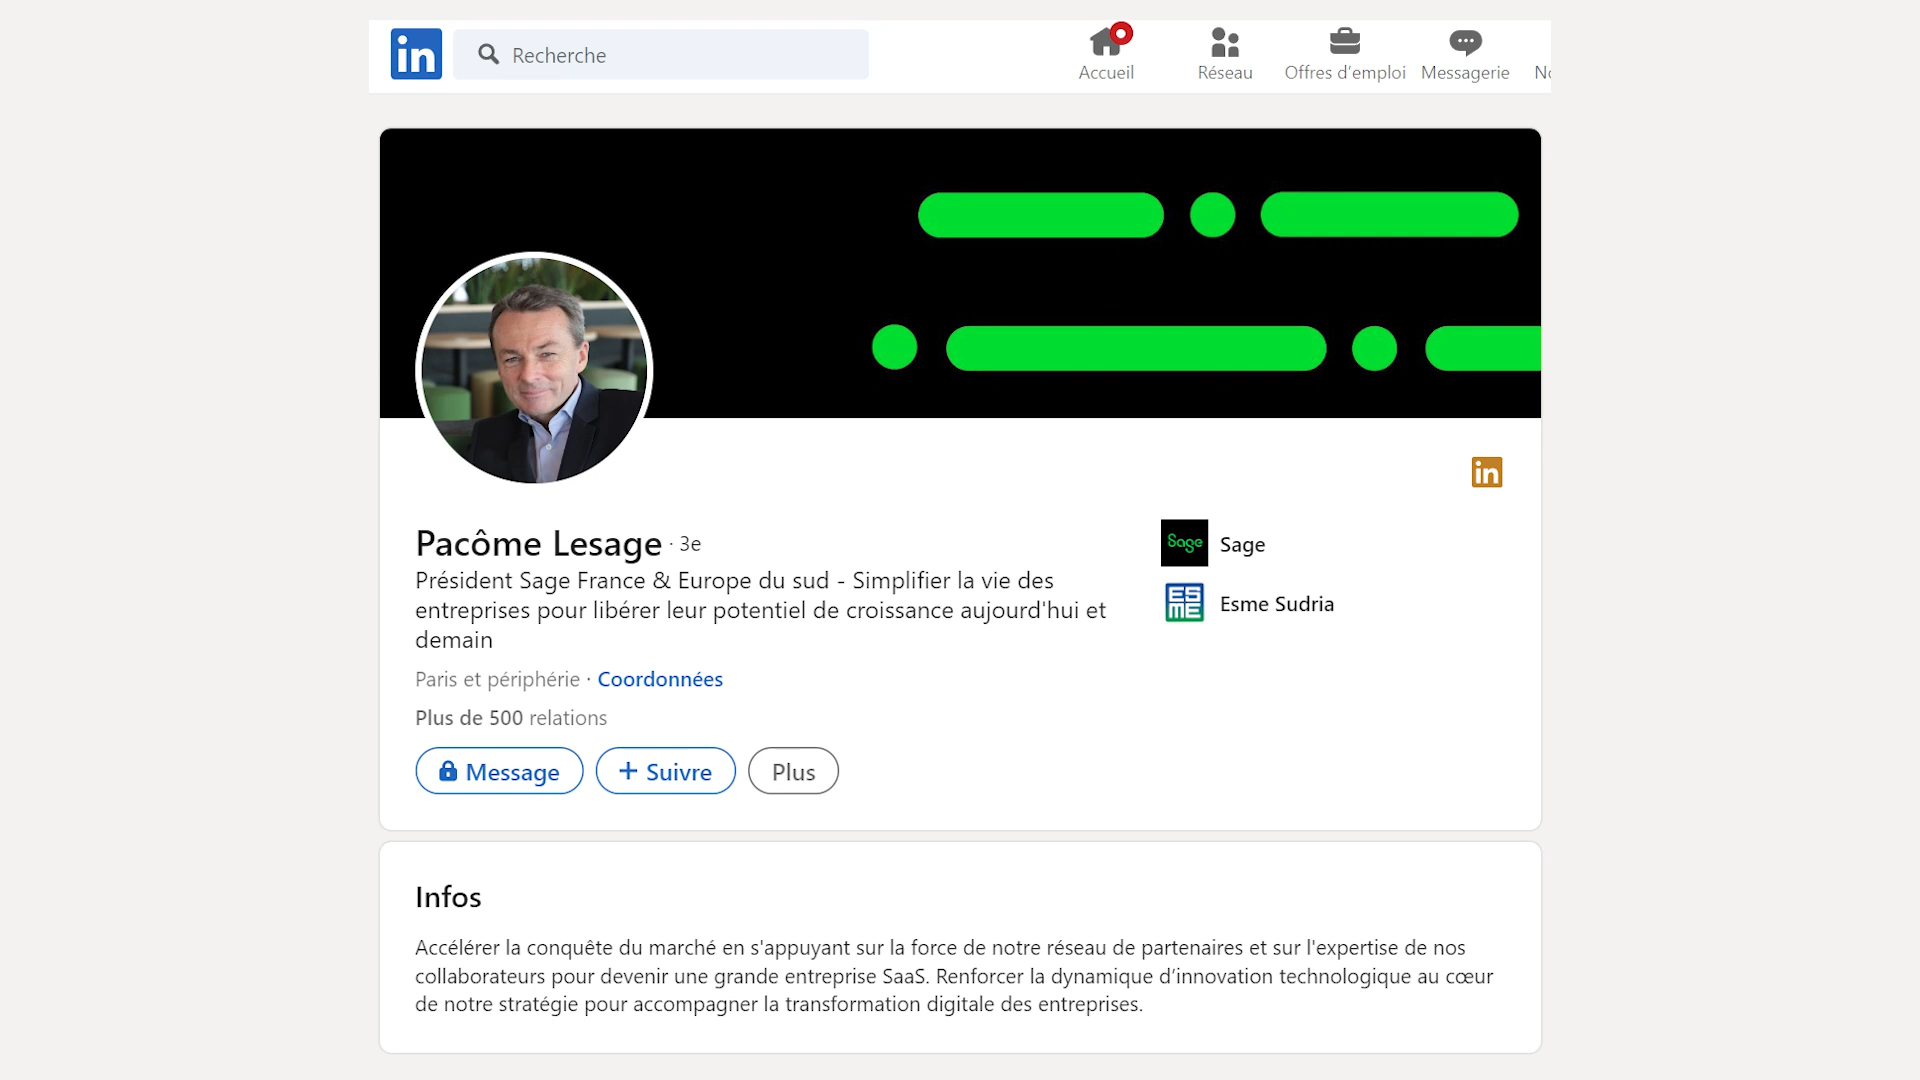 in Recherche
Accueil Réseau Offres d’emploi Messagerie No
in
Pacôme Lesage · 3e
Président Sage France & Europe du sud - Simplifier la vie des
entreprises pour libérer leur potentiel de croissance aujourd'hui et
demain
Paris et périphérie · Coordonnées
Plus de 500 relations
Message + Suivre Plus
Sage Sage
ESME Esme Sudria
Infos
Accélérer la conquête du marché en s'appuyant sur la force de notre réseau de partenaires et sur l'expertise de nos
collaborateurs pour devenir une grande entreprise SaaS. Renforcer la dynamique d’innovation technologique au cœur
de notre stratégie pour accompagner la transformation digitale des entreprises.